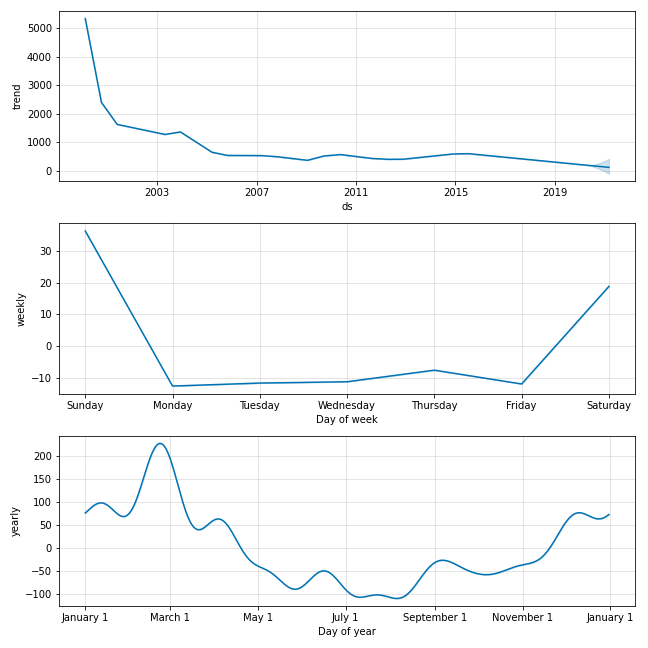 5000
4000
3000
2000
1000
0
trend
2003 2007 2011 2015 2019
ds
30
20
10
0
−10
weekly
Sunday Monday Tuesday Wednesday Thursday Friday Saturday
Day of week
200
150
100
50
0
−50
−100
yearly
January 1 March 1 May 1 July 1 September 1 November 1 January 1
Day of year